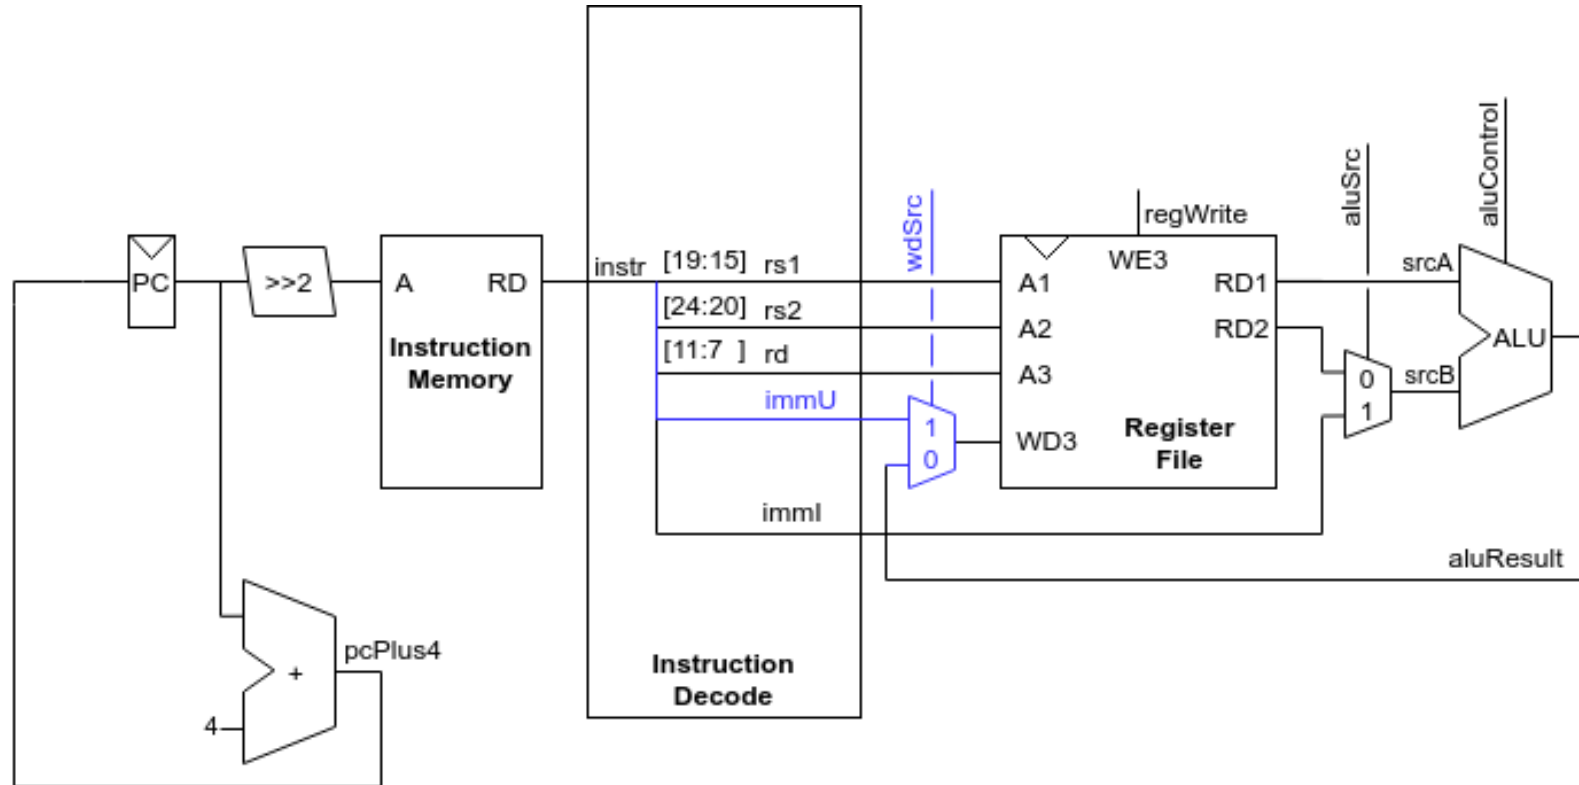 aluControl
aluSrc
wdSrc
regWrite
instr [19:15] rs1
WE3
srcA
PC
>>2
A RD
A1 RD1
[24:20] rs2
A2 RD2
Instruction
Memory
[11:7 ] rd
A3
ALU
0
1
srcB
immU
1
0
WD3
Register
File
immI
aluResult
pcPlus4
+
4
Instruction
Decode